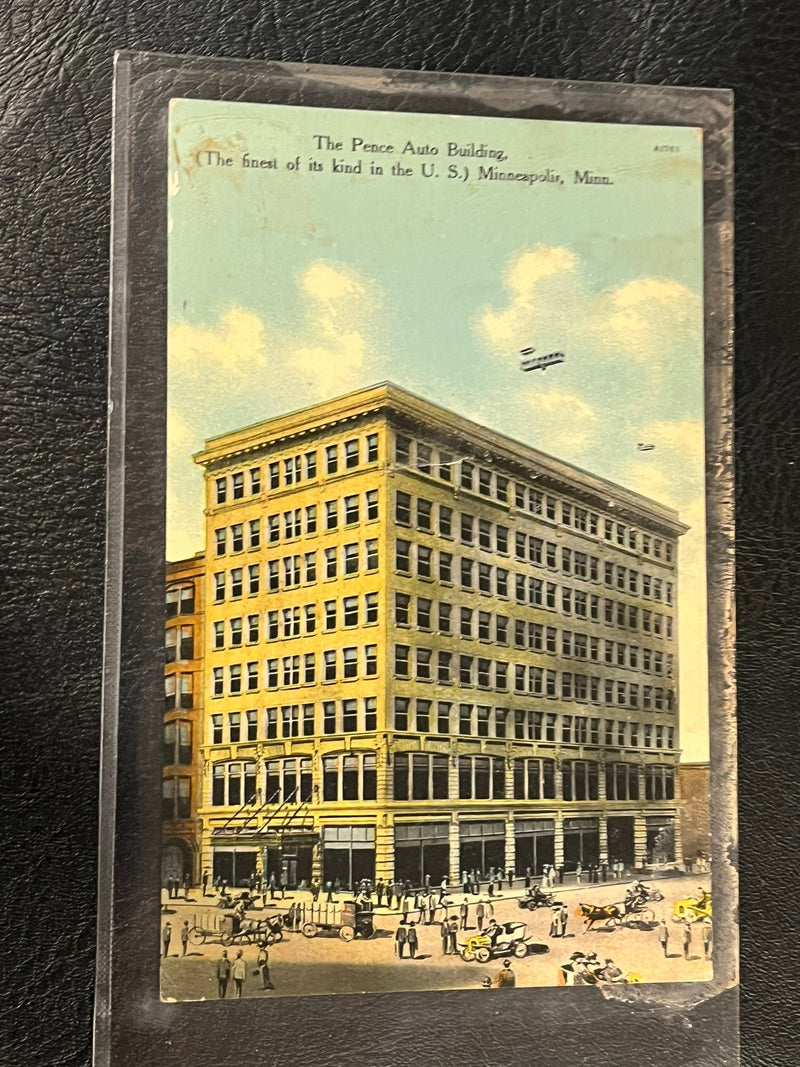 The Pence Auto Building,
(The finest of its kind in the U. S.) Minneapolis, Minn.